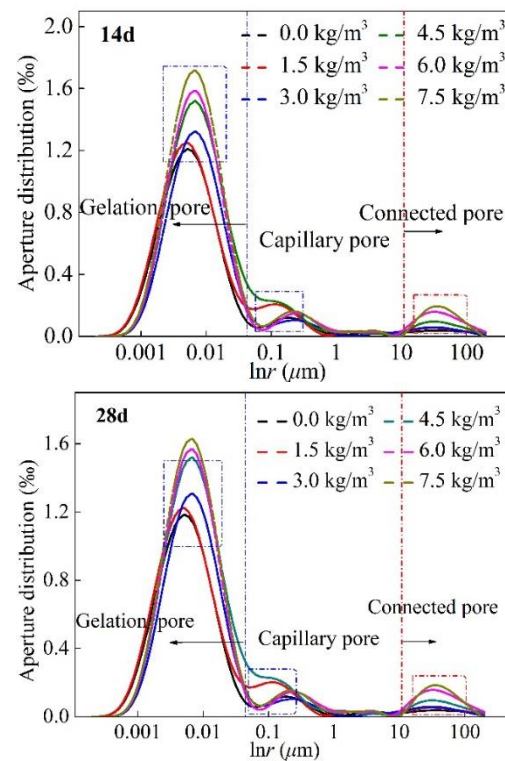 14d
0.0 kg/m³ 4.5 kg/m³
1.5 kg/m³ 6.0 kg/m³
3.0 kg/m³ 7.5 kg/m³
Aperture distribution (‰)
2.1
1.8
1.2
0.8
0.4
0.0
Gelation pore
Capillary pore
Connected pore
0.001 0.01 0.1 1 10 100
lnr (μm)
28d
0.0 kg/m³ 4.5 kg/m³
1.5 kg/m³ 6.0 kg/m³
3.0 kg/m³ 7.5 kg/m³
Aperture distribution (‰)
1.6
1.2
0.8
0.4
0.0
Gelation pore
Capillary pore
Connected pore
0.001 0.01 0.1 1 10 100
lnr (μm)